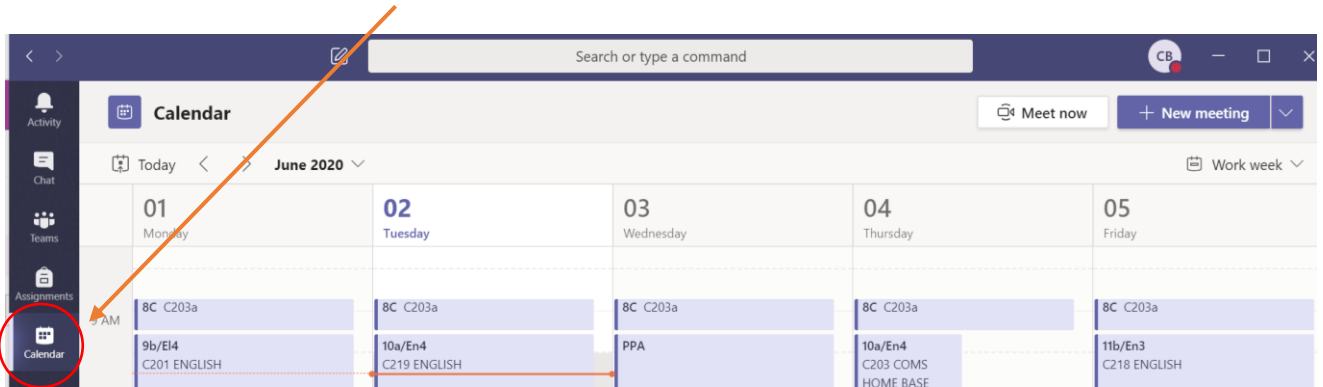 Search or type a command
CB
Activity
Calendar
Meet now
+ New meeting
Chat
Today
June 2020
Work week
Teams
01
Monday
02
Tuesday
03
Wednesday
04
Thursday
05
Friday
Assignments
9 AM
8C C203a
8C C203a
8C C203a
8C C203a
8C C203a
Calendar
9b/El4
C201 ENGLISH
10a/En4
C219 ENGLISH
PPA
10a/En4
C203 COMS
HOME BASE
11b/En3
C218 ENGLISH